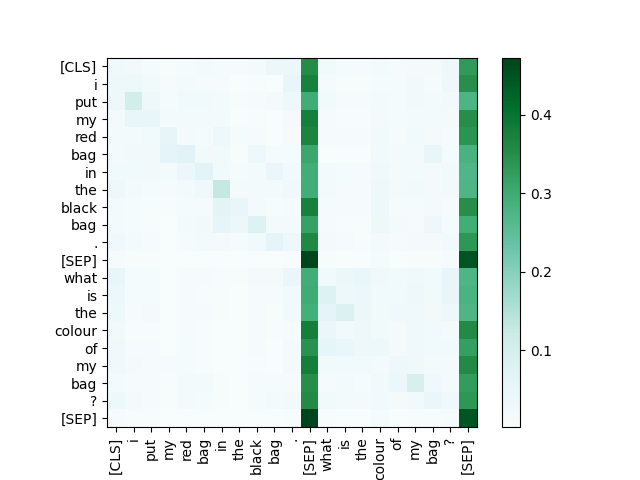 [CLS]
i
put
my
red
bag
in
the
black
bag
.
[SEP]
what
is
the
colour
of
my
bag
?
[SEP]
[CLS]
i
put
my
red
bag
in
the
black
bag
.
[SEP]
what
is
the
colour
of
my
bag
?
[SEP]
0.4
0.3
0.2
0.1